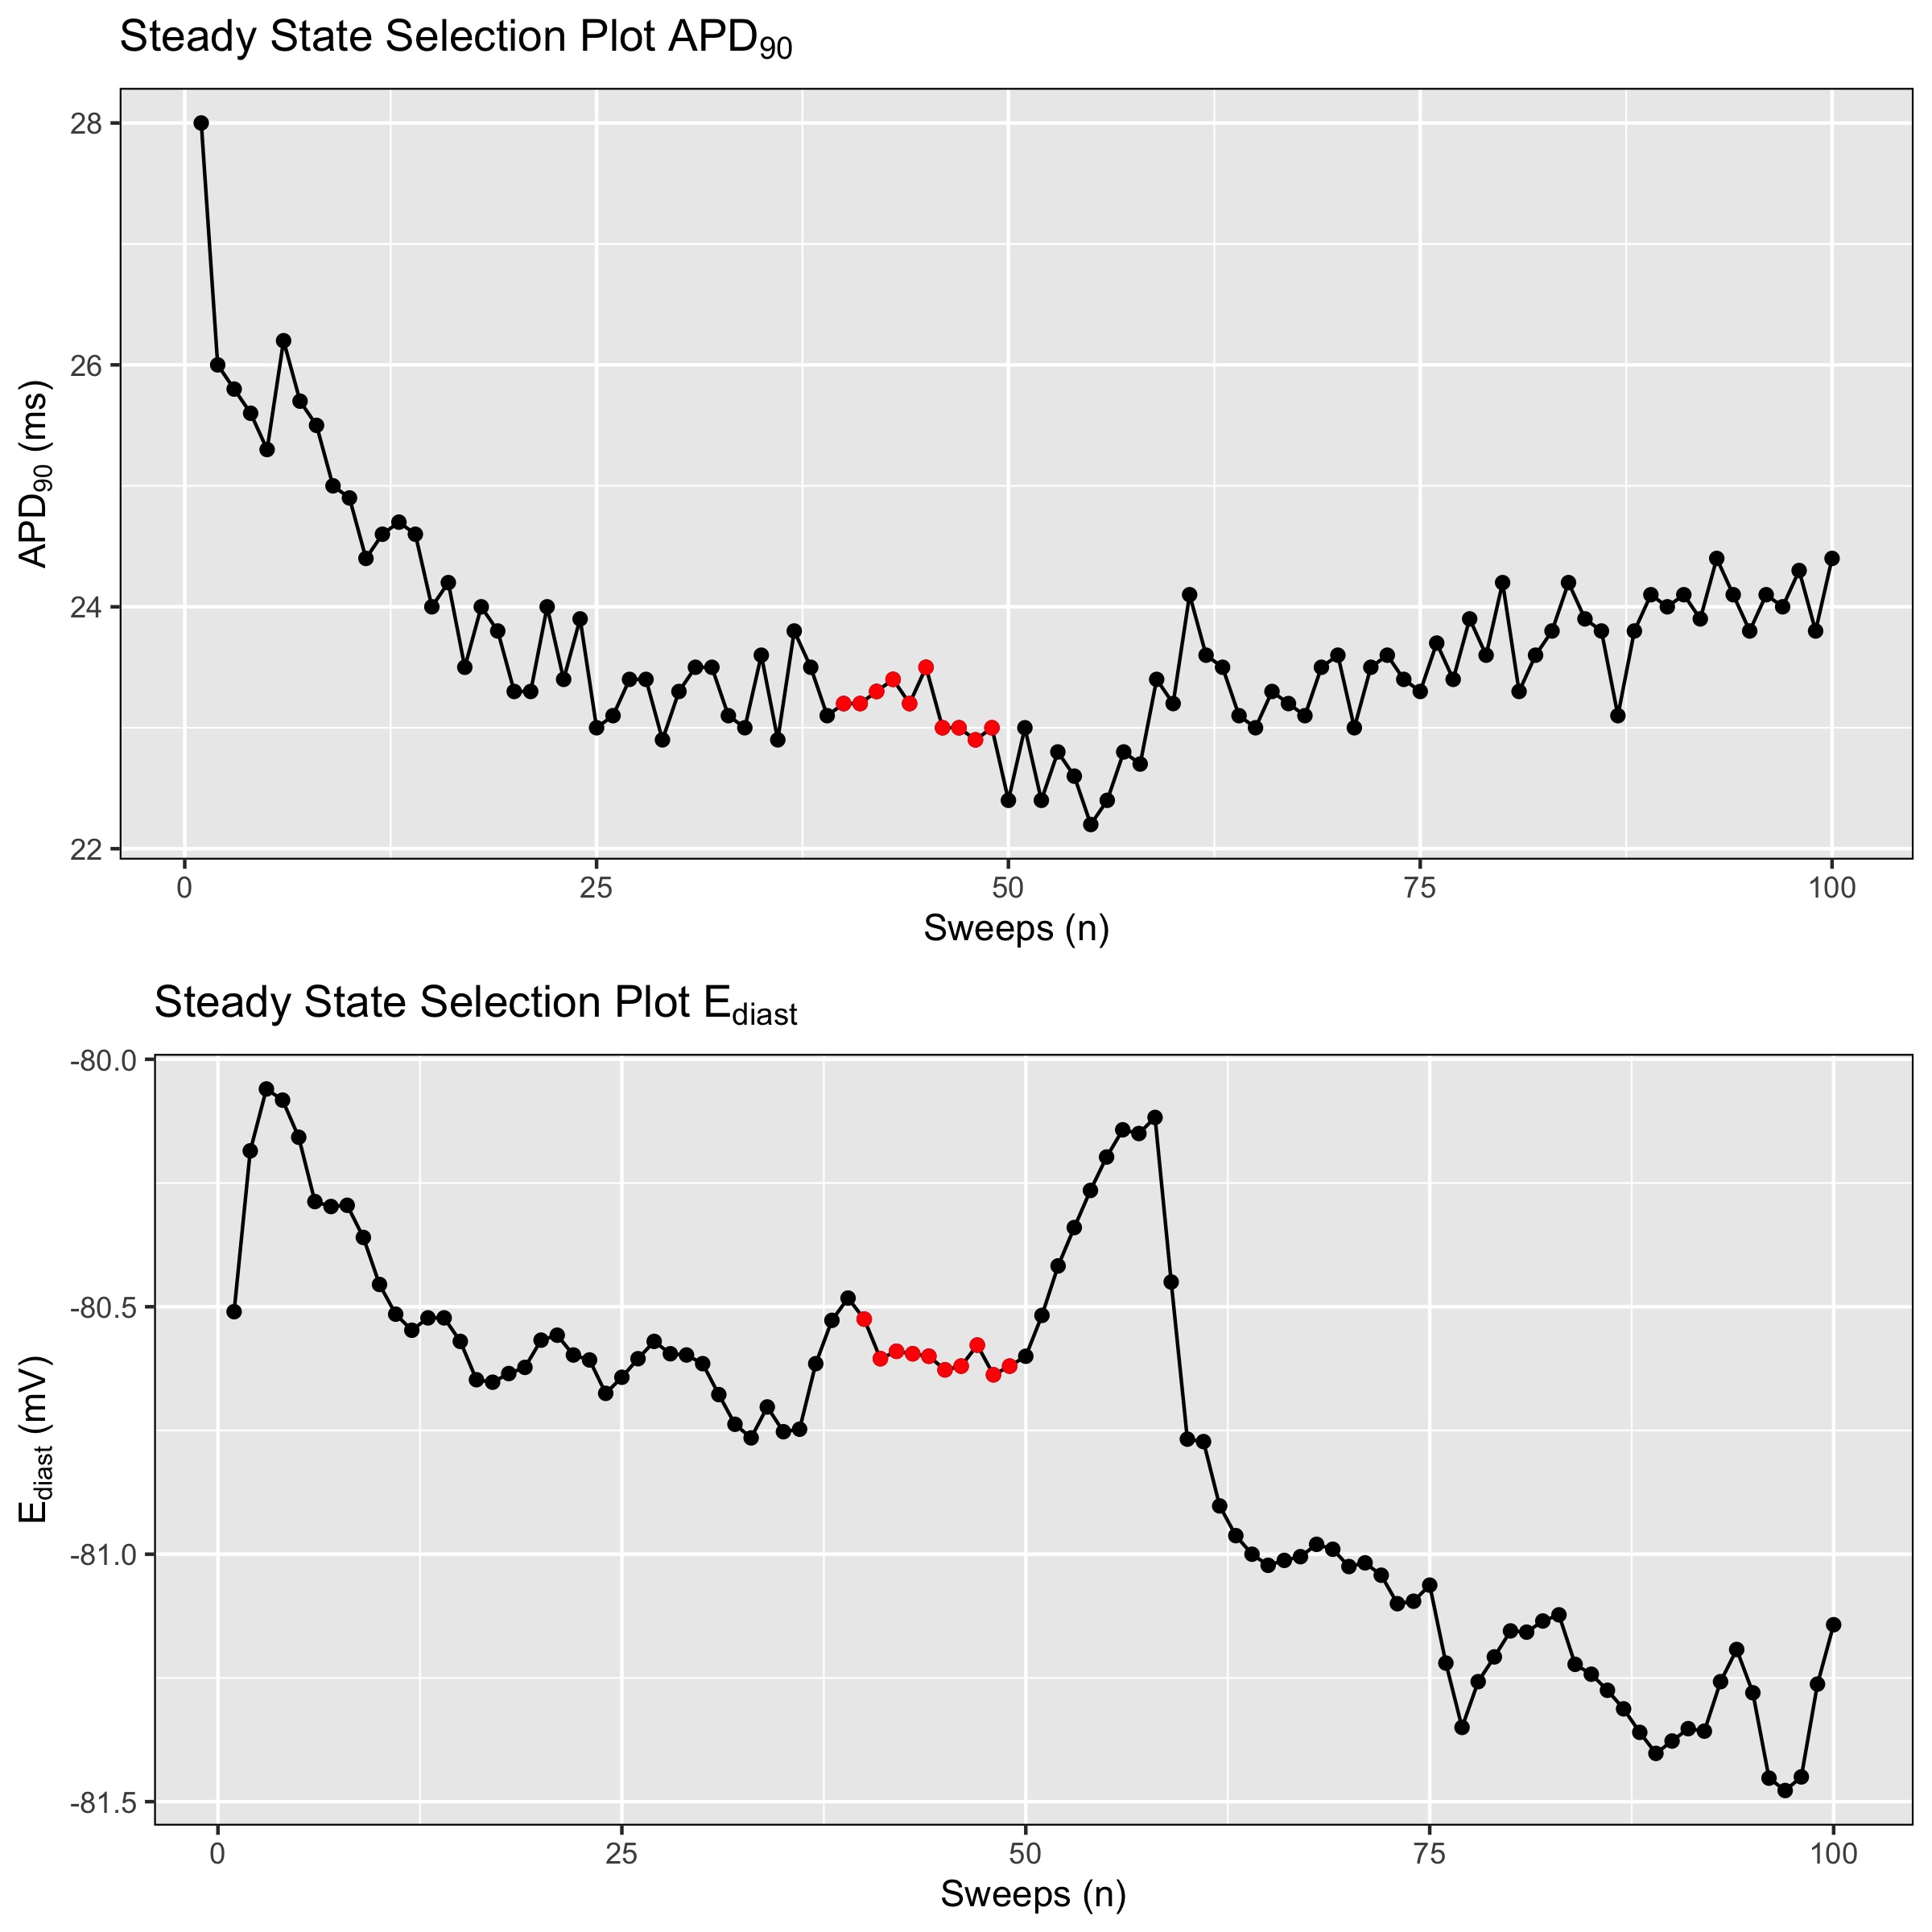 Steady State Selection Plot APD90
APD90 (ms)
28
26
24
22
0 25 50 75 100
Sweeps (n)
Steady State Selection Plot Ediast
Ediast (mV)
-80.0
-80.5
-81.0
-81.5
0 25 50 75 100
Sweeps (n)